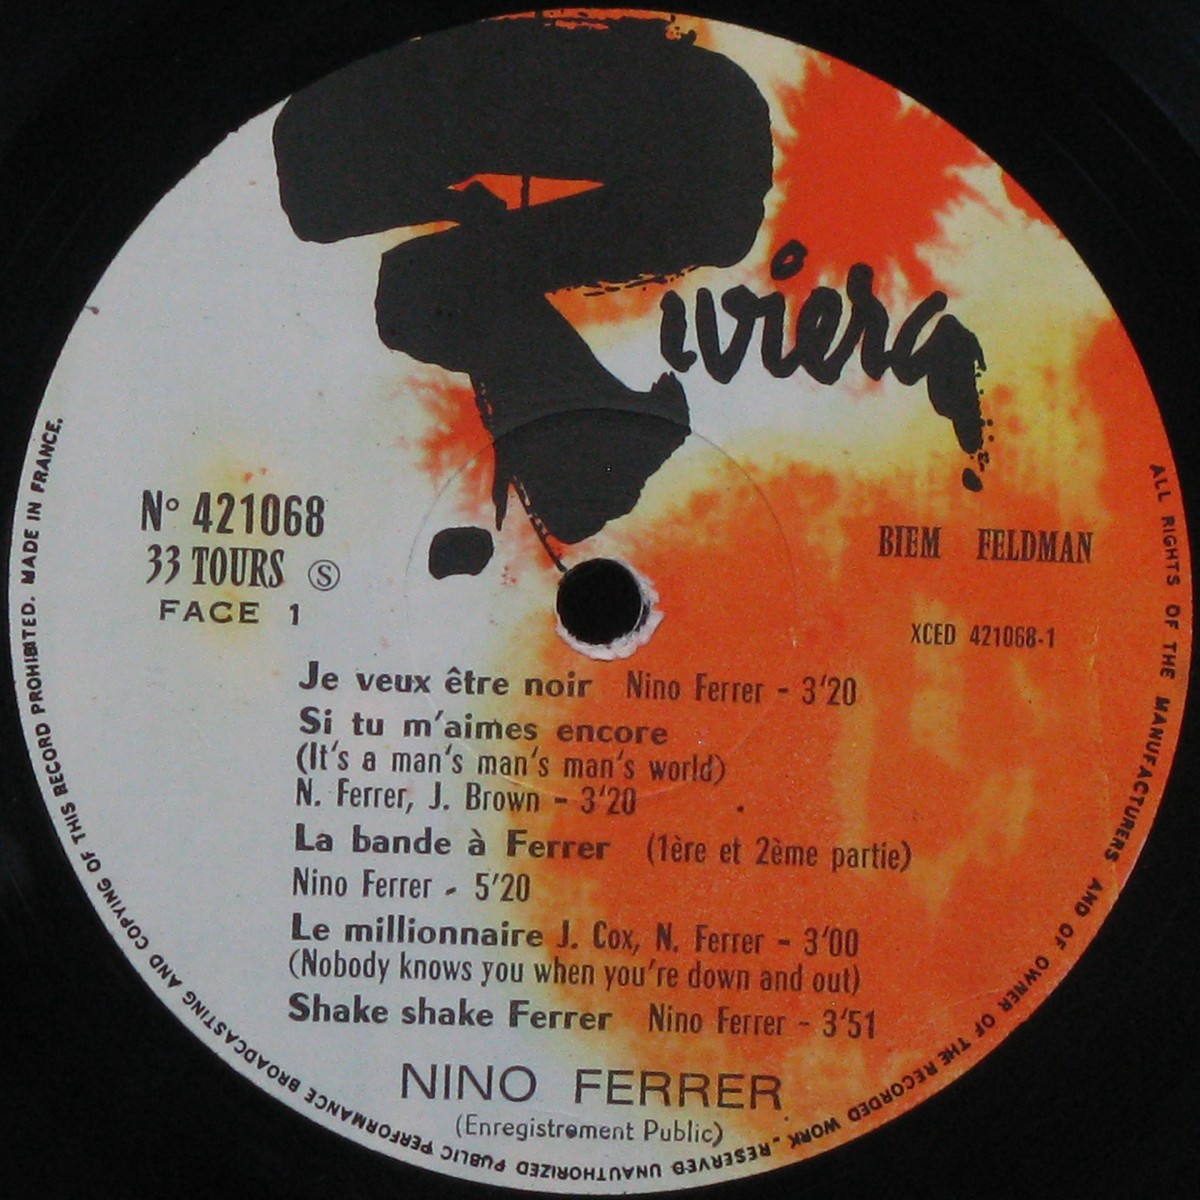 Riviera
N° 421068
33 TOURS Ⓢ
FACE 1
BIEM FELDMAN
XCED 421068-1
Je veux être noir Nino Ferrer - 3'20
Si tu m'aimes encore
(It's a man's man's man's world)
N. Ferrer, J. Brown - 3'20
La bande à Ferrer (1ère et 2ème partie)
Nino Ferrer - 5'20
Le millionnaire J. Cox, N. Ferrer - 3'00
(Nobody knows you when you're down and out)
Shake shake Ferrer Nino Ferrer - 3'51
NINO FERRER
(Enregistrement Public)
ALL RIGHTS OF THE MANUFACTURERS AND OF OWNER OF THE RECORDED WORK - RESERVED UNAUTHORIZED PUBLIC PERFORMANCE BROADCASTING AND COPYING OF THIS RECORD PROHIBITED. MADE IN FRANCE.